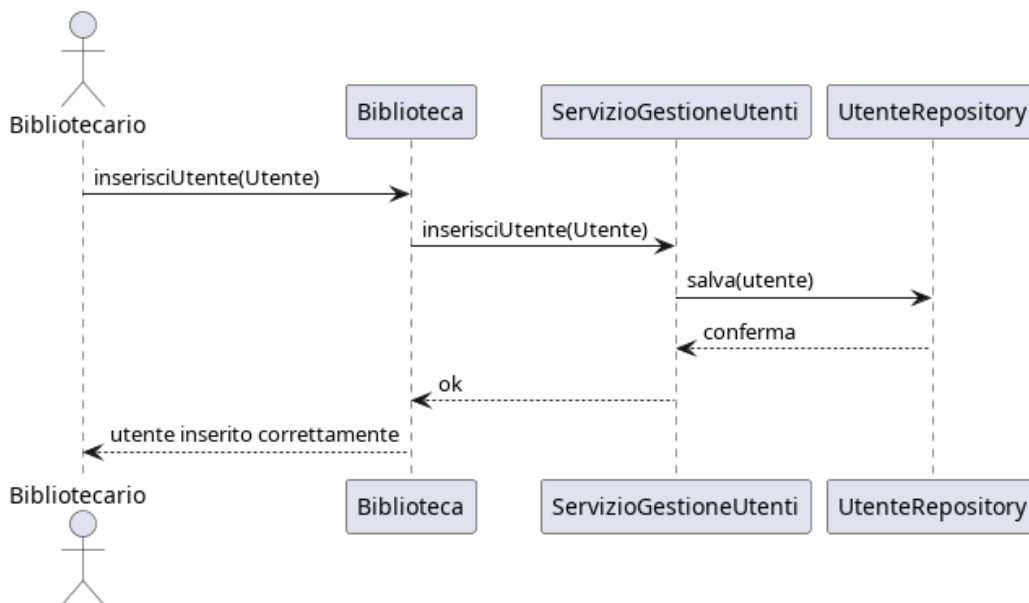 Bibliotecario
Biblioteca
ServizioGestioneUtenti
UtenteRepository
inserisciUtente(Utente)
inserisciUtente(Utente)
salva(utente)
conferma
ok
utente inserito correttamente
Bibliotecario
Biblioteca
ServizioGestioneUtenti
UtenteRepository